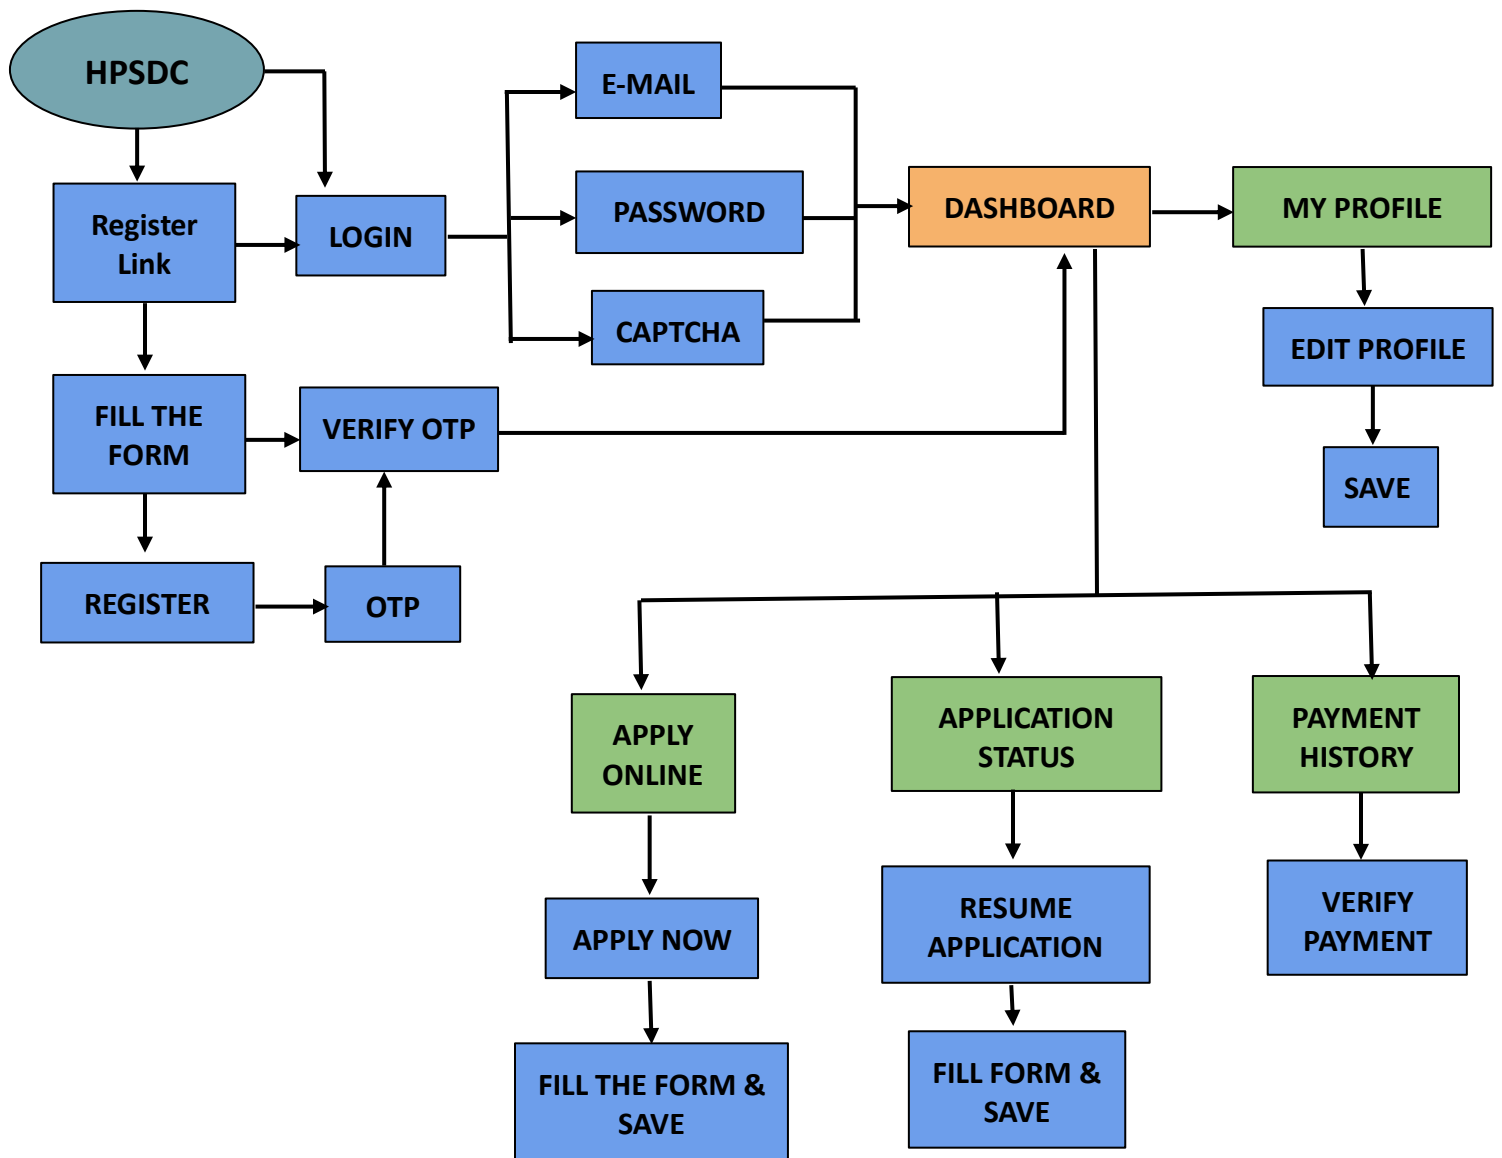 HPSDC
E-MAIL
Register
Link
LOGIN
PASSWORD
DASHBOARD
MY PROFILE
CAPTCHA
EDIT PROFILE
FILL THE
FORM
VERIFY OTP
SAVE
REGISTER
OTP
APPLY
ONLINE
APPLICATION
STATUS
PAYMENT
HISTORY
APPLY NOW
RESUME
APPLICATION
VERIFY
PAYMENT
FILL THE FORM &
SAVE
FILL FORM &
SAVE